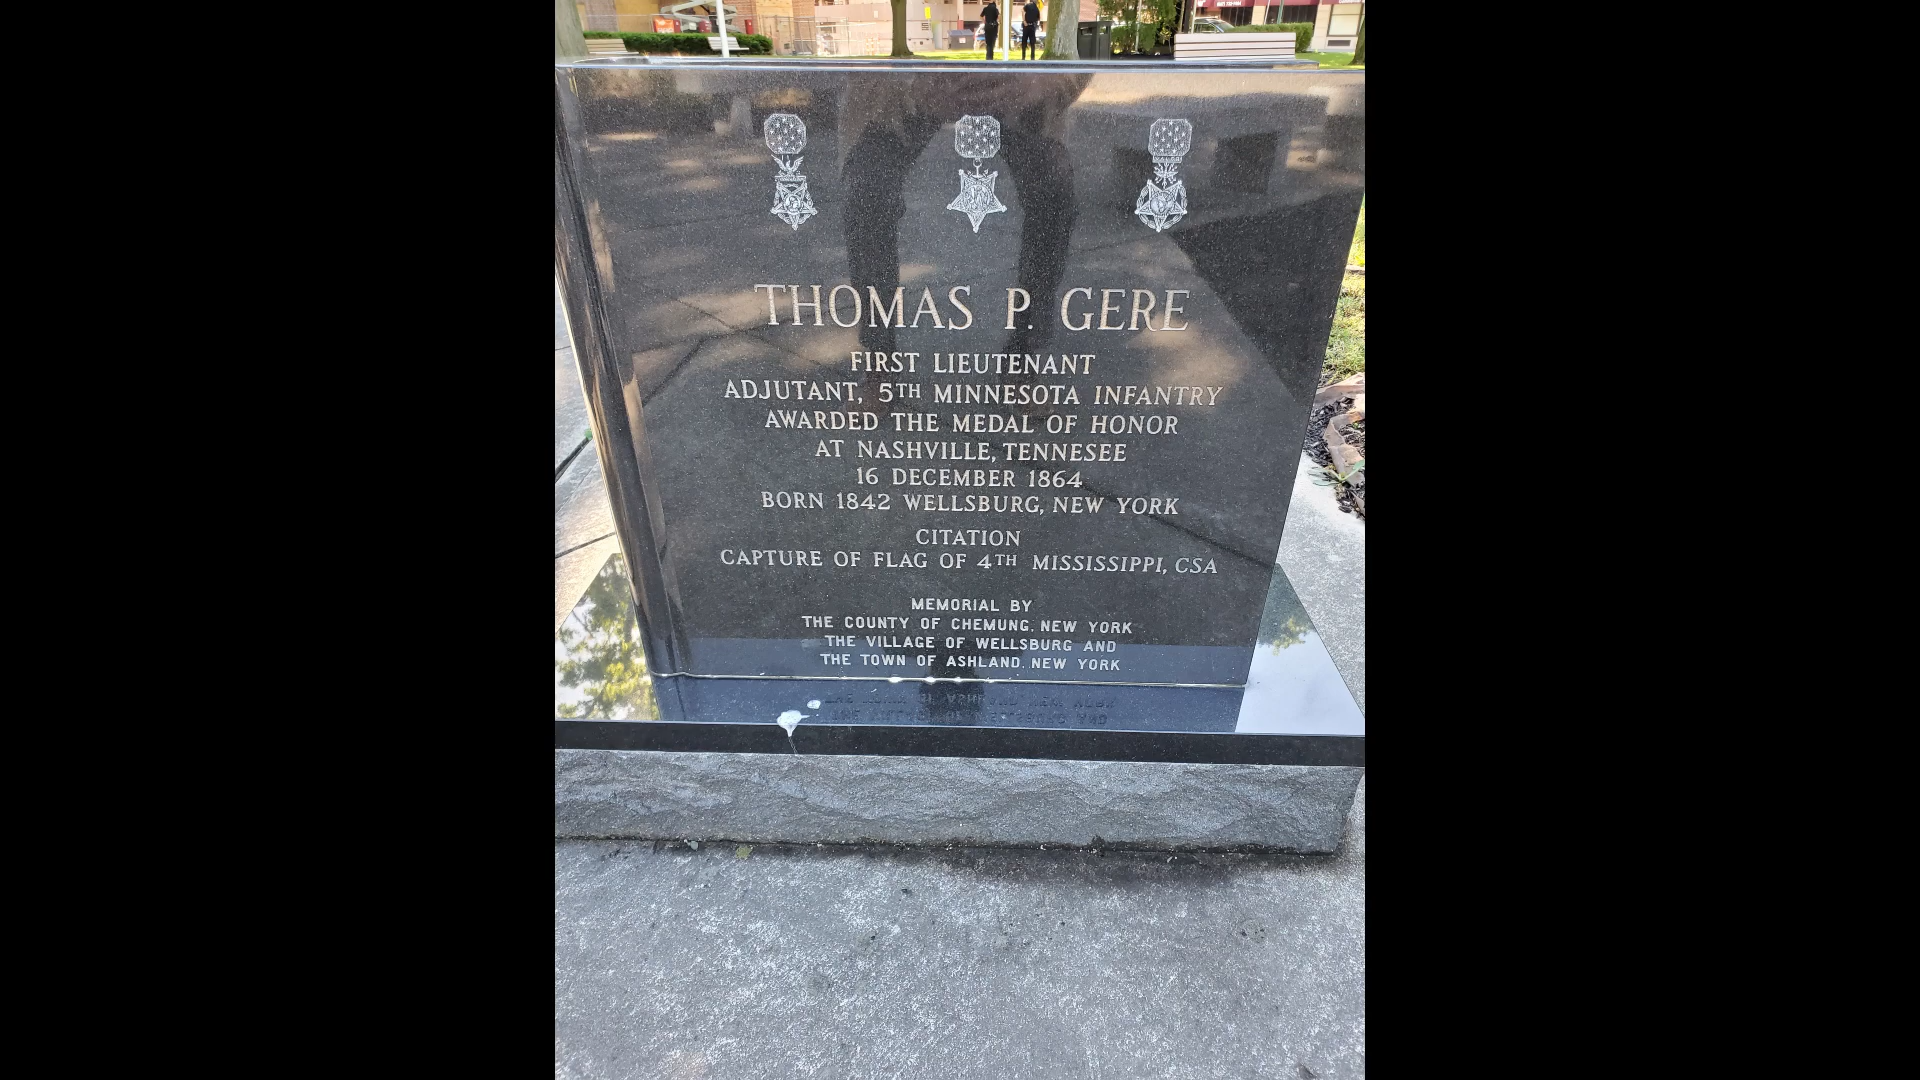 THOMAS P. GERE
FIRST LIEUTENANT
ADJUTANT, 5TH MINNESOTA INFANTRY
AWARDED THE MEDAL OF HONOR
AT NASHVILLE, TENNESEE
16 DECEMBER 1864
BORN 1842 WELLSBURG, NEW YORK
CITATION
CAPTURE OF FLAG OF 4TH MISSISSIPPI, CSA
MEMORIAL BY
THE COUNTY OF CHEMUNG, NEW YORK
THE VILLAGE OF WELLSBURG AND
THE TOWN OF ASHLAND, NEW YORK